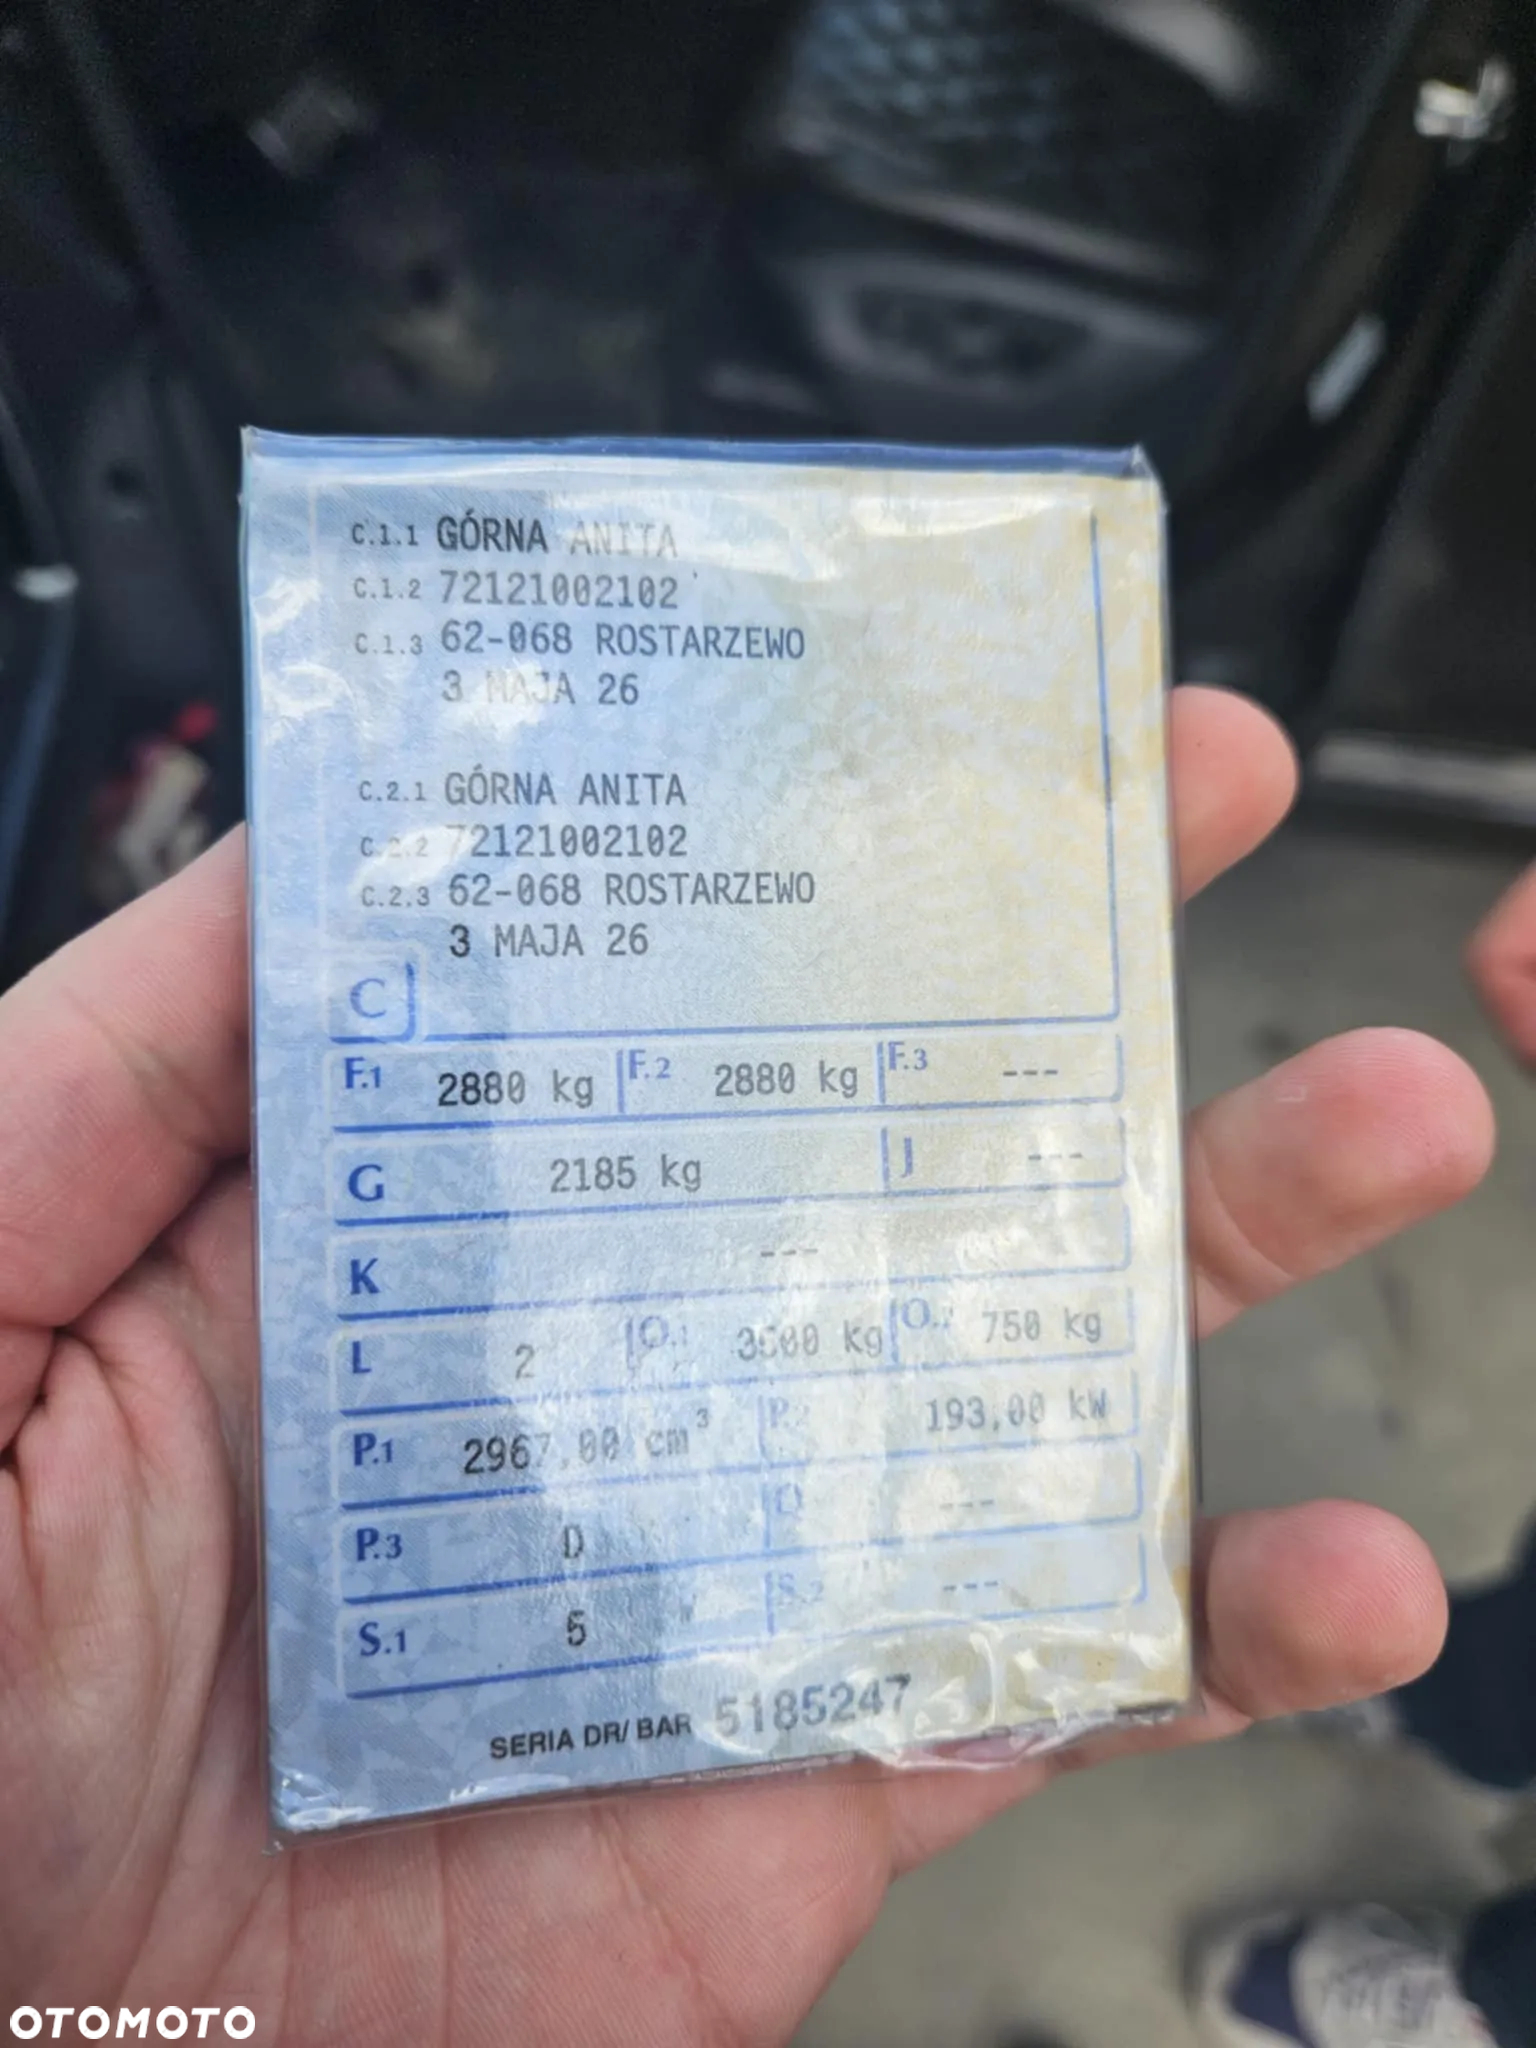 C.1.1 GÓRNA ANITA
C.1.2 72121002102
C.1.3 62-068 ROSTARZEWO
3 MAJA 26
C.2.1 GÓRNA ANITA
C.2.2 72121002102
C.2.3 62-068 ROSTARZEWO
3 MAJA 26
C
F.1 2880 kg F.2 2880 kg F.3 ---
G 2185 kg J ---
K ---
L 2 O.1 3500 kg O.2 750 kg
P.1 2967,00 cm³ P.2 193,00 kW
P.3 D Q ---
S.1 5 S.2 ---
SERIA DR/BAR 5185247
OTOMOTO